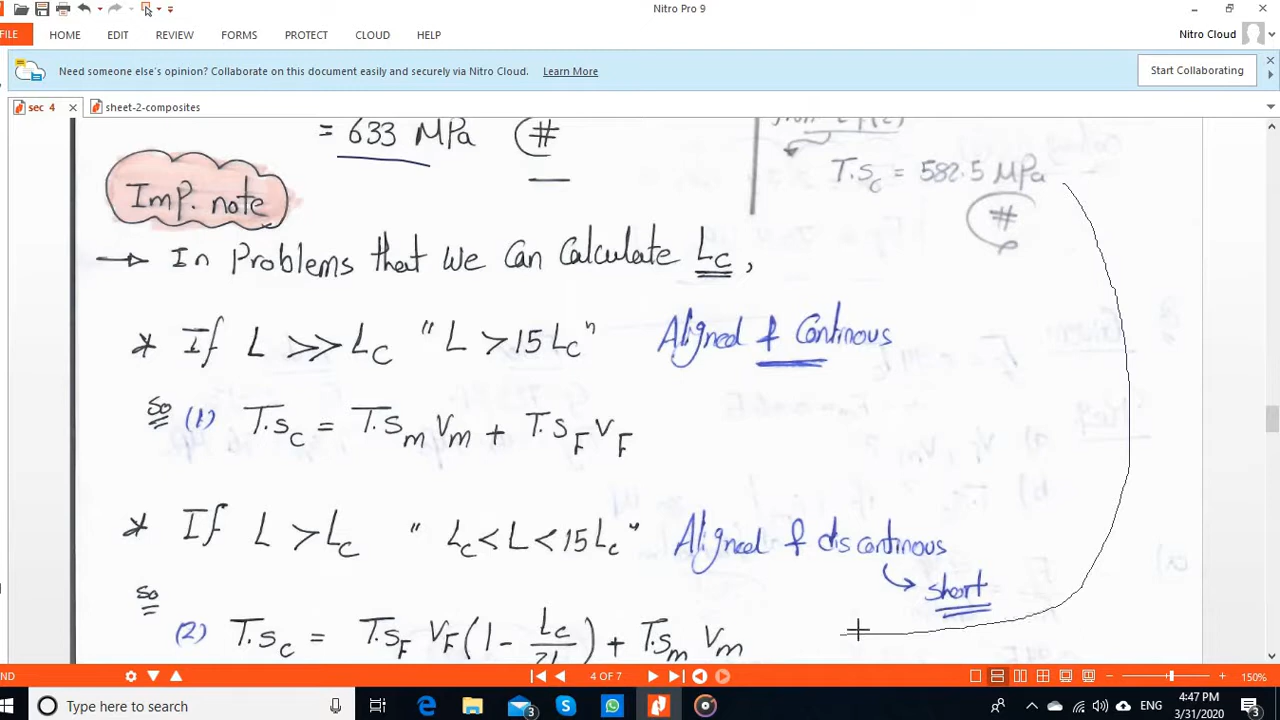 Nitro Pro 9
FILE HOME EDIT REVIEW FORMS PROTECT CLOUD HELP Nitro Cloud
Need someone else's opinion? Collaborate on this document easily and securely via Nitro Cloud. Learn More Start Collaborating
sec 4 sheet-2-composites
= 633 MPa #
T.Sc = 582.5 MPa
#
Imp. note
→ In Problems that we can calculate Lc,
* If L >>> Lc "L > 15 Lc" Aligned & Continous
so (1) T.Sc = T.Sm Vm + T.SF VF
* If L > Lc "Lc < L < 15 Lc" Aligned & discontinous
short
so
(2) T.Sc = T.SF VF (1 - Lc/2L) + T.Sm Vm
4 OF 7 150%
Type here to search 3 ENG 4:47 PM
3/31/2020 3